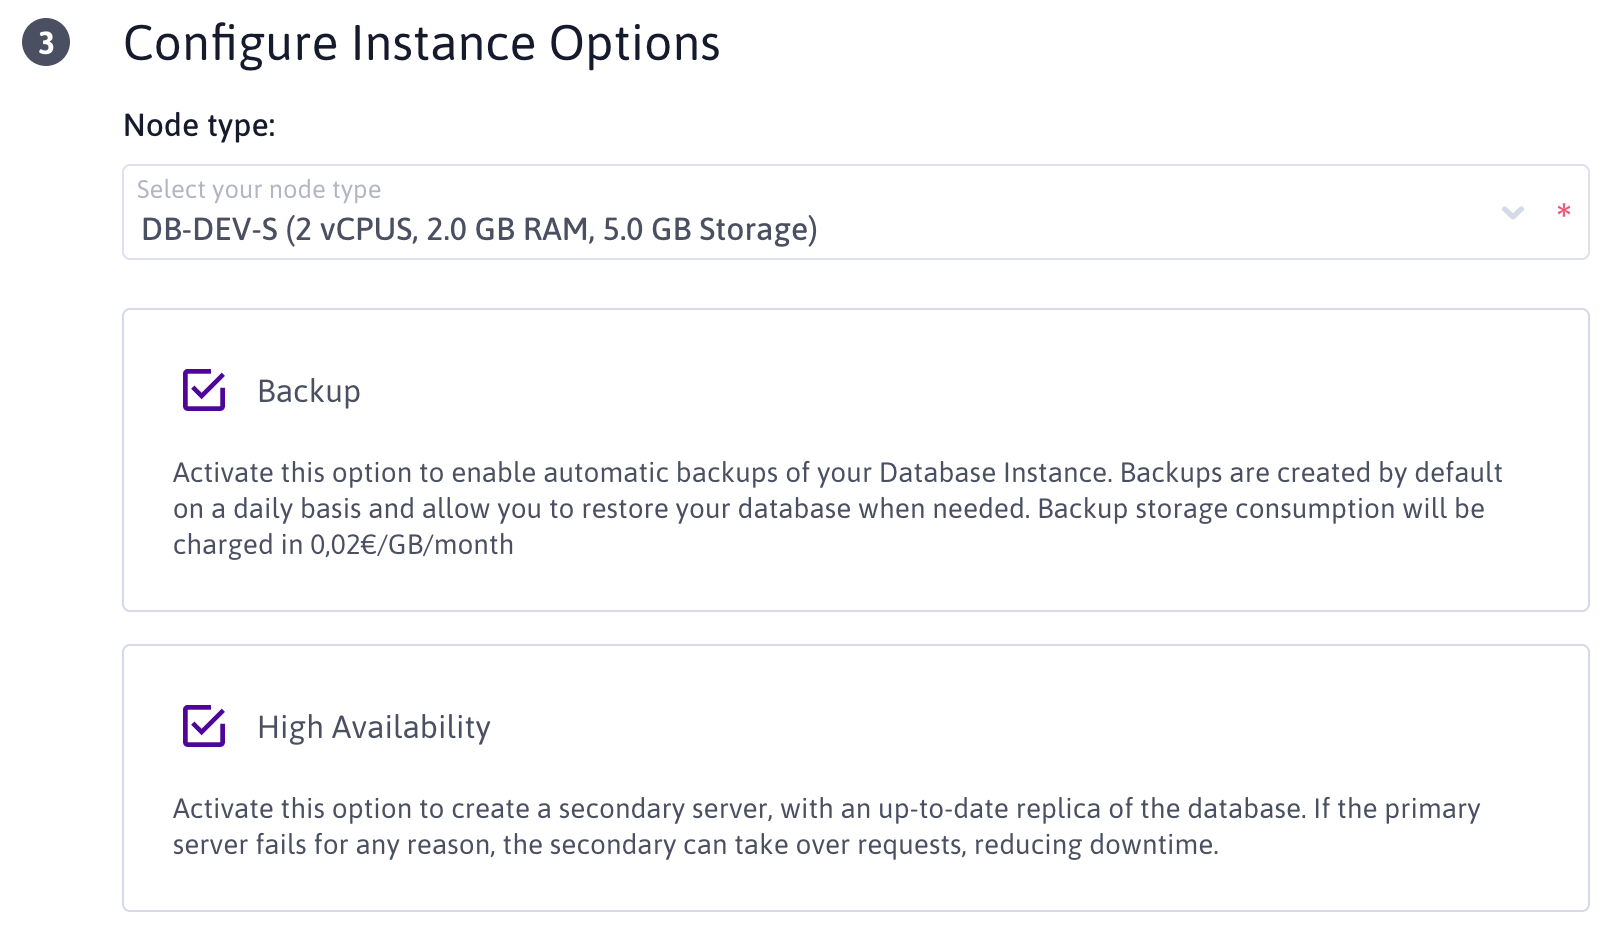 3
Configure Instance Options
Node type:
Select your node type
DB-DEV-S (2 vCPUS, 2.0 GB RAM, 5.0 GB Storage)
*
Backup
Activate this option to enable automatic backups of your Database Instance. Backups are created by default
on a daily basis and allow you to restore your database when needed. Backup storage consumption will be
charged in 0,02€/GB/month
High Availability
Activate this option to create a secondary server, with an up-to-date replica of the database. If the primary
server fails for any reason, the secondary can take over requests, reducing downtime.